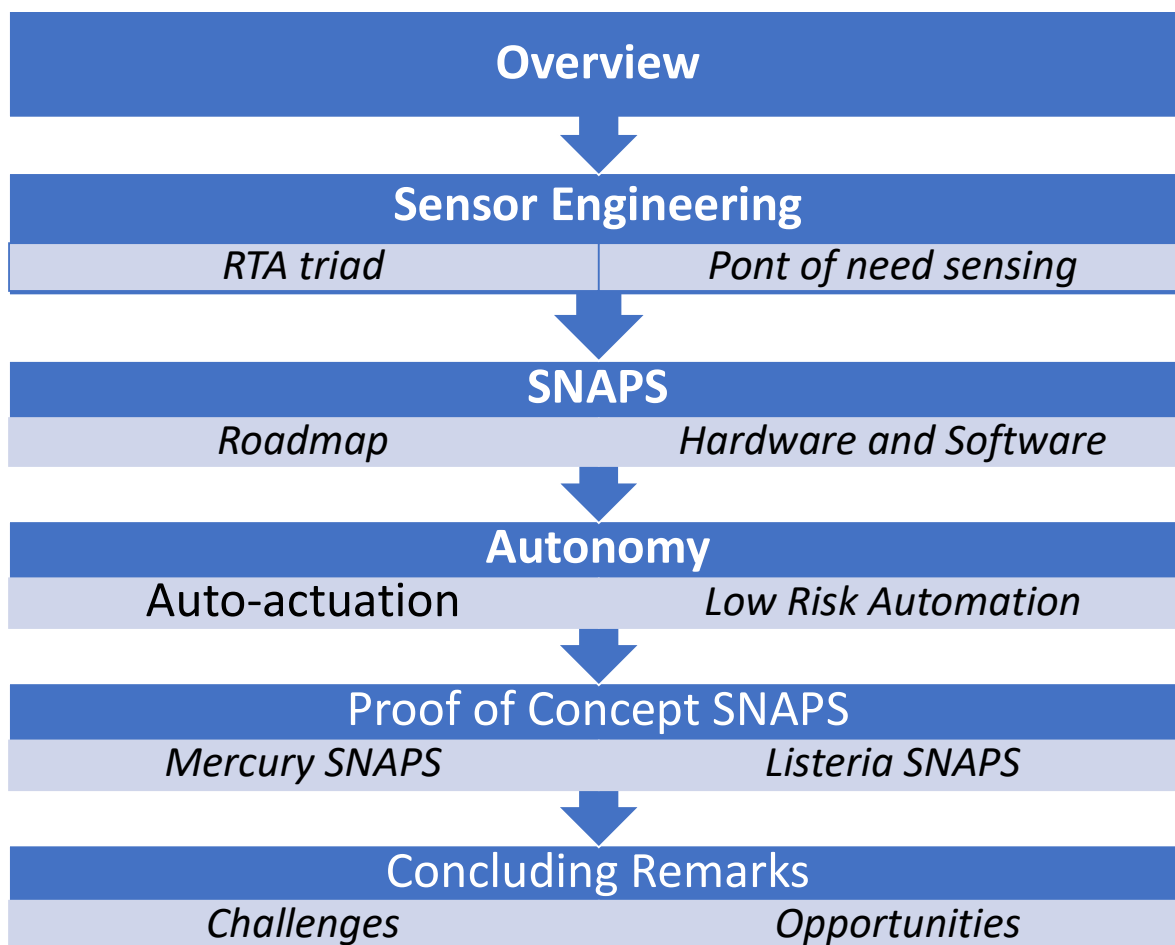 Overview
Sensor Engineering
RTA triad Pont of need sensing
SNAPS
Roadmap Hardware and Software
Autonomy
Auto-actuation Low Risk Automation
Proof of Concept SNAPS
Mercury SNAPS Listeria SNAPS
Concluding Remarks
Challenges Opportunities